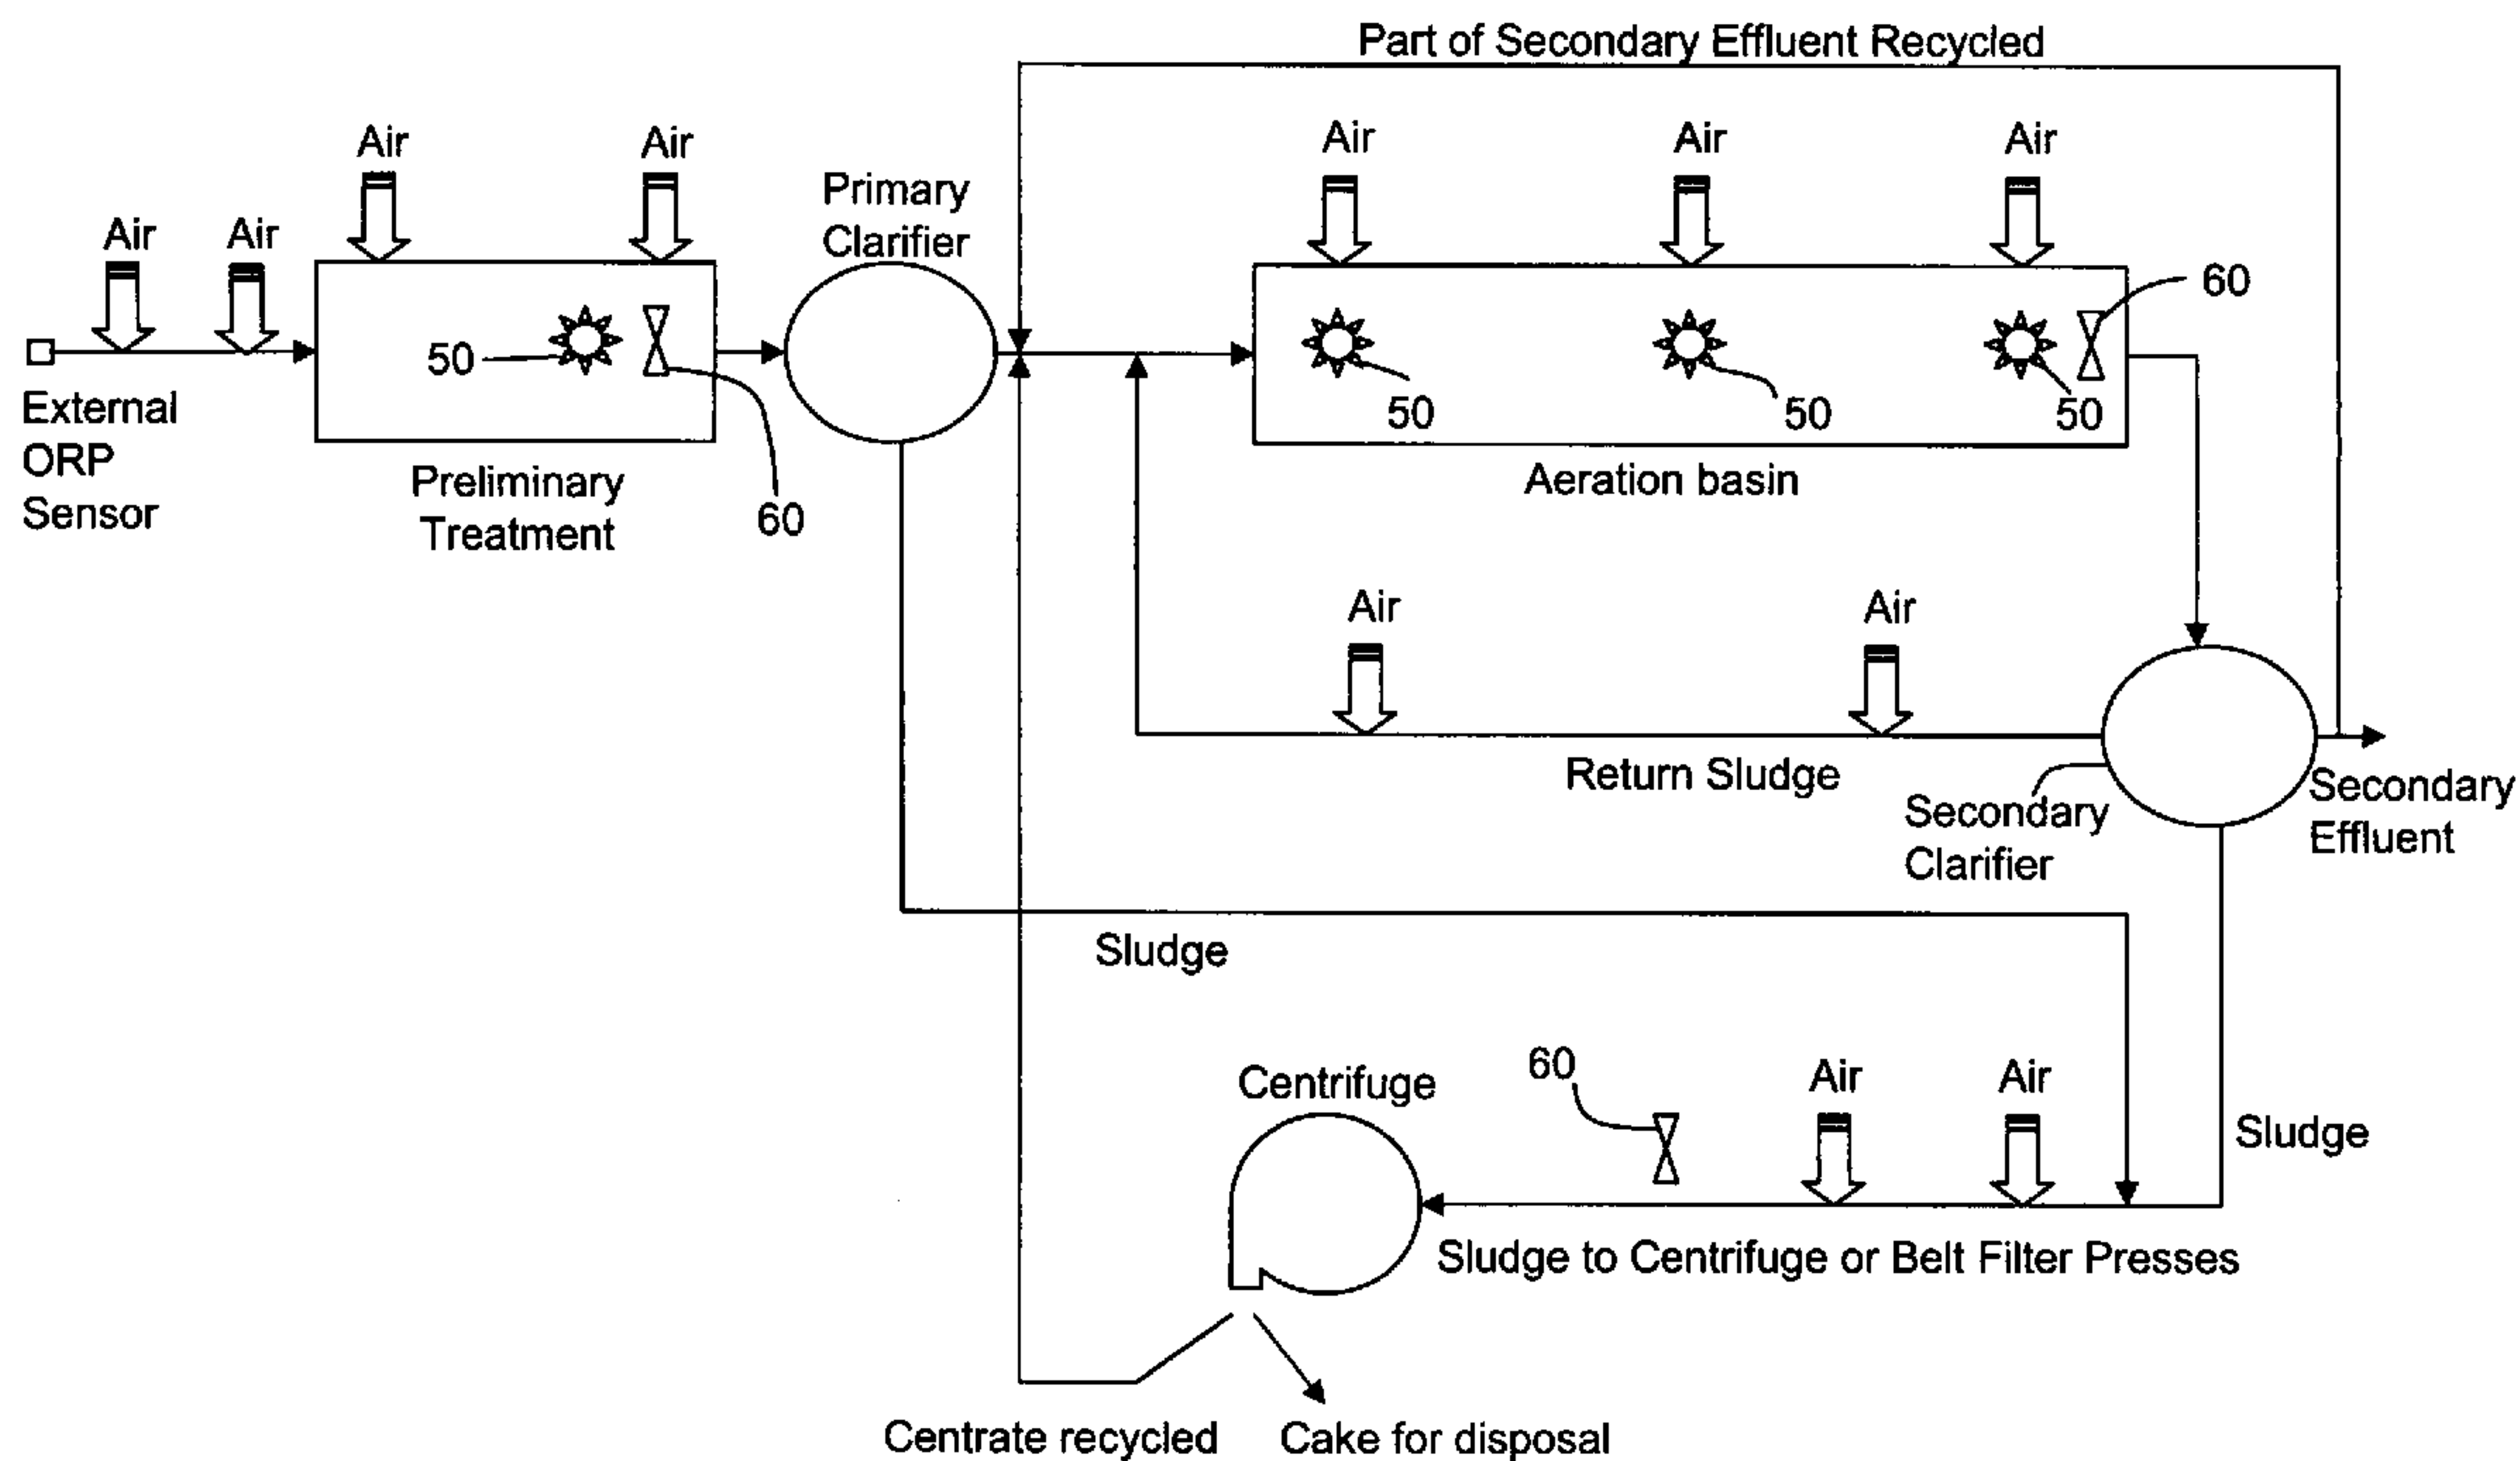 Part of Secondary Effluent Recycled
Air
Air
Air
Air
Air
Primary
Clarifier
Air
Air
60
50
50
50
50
External
ORP
Sensor
Preliminary
Treatment
60
Aeration basin
Air
Air
Return Sludge
Secondary
Clarifier
Secondary
Effluent
Sludge
Centrifuge
60
Air
Air
Sludge
Sludge to Centrifuge or Belt Filter Presses
Centrate recycled
Cake for disposal